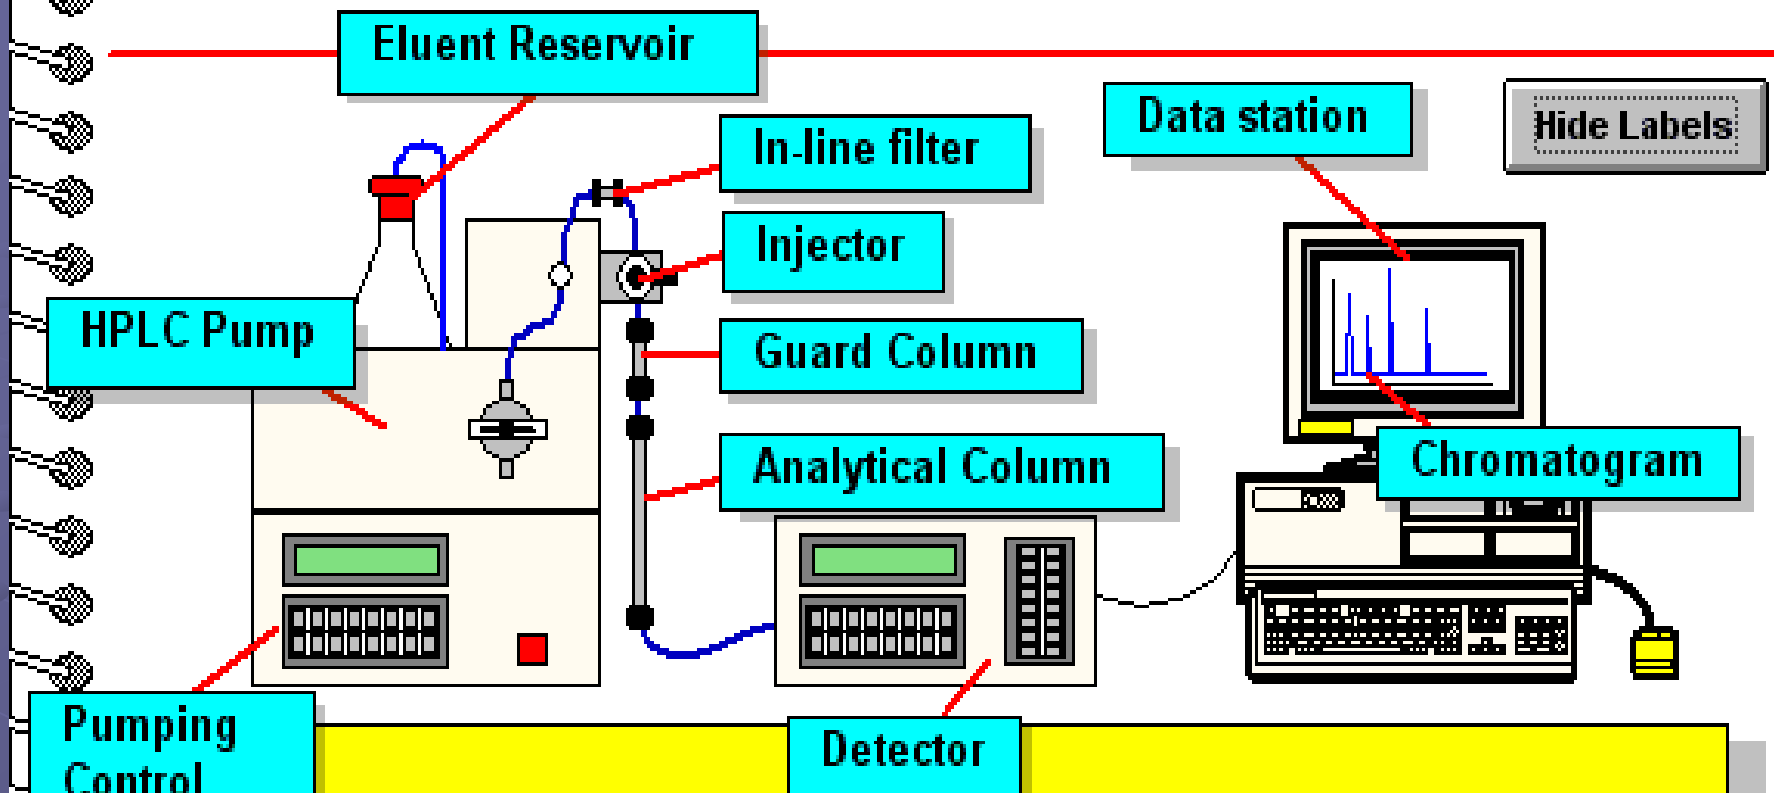 Eluent Reservoir
Data station
Hide Labels
In-line filter
Injector
HPLC Pump
Guard Column
Analytical Column
Chromatogram
Pumping
Control
Detector